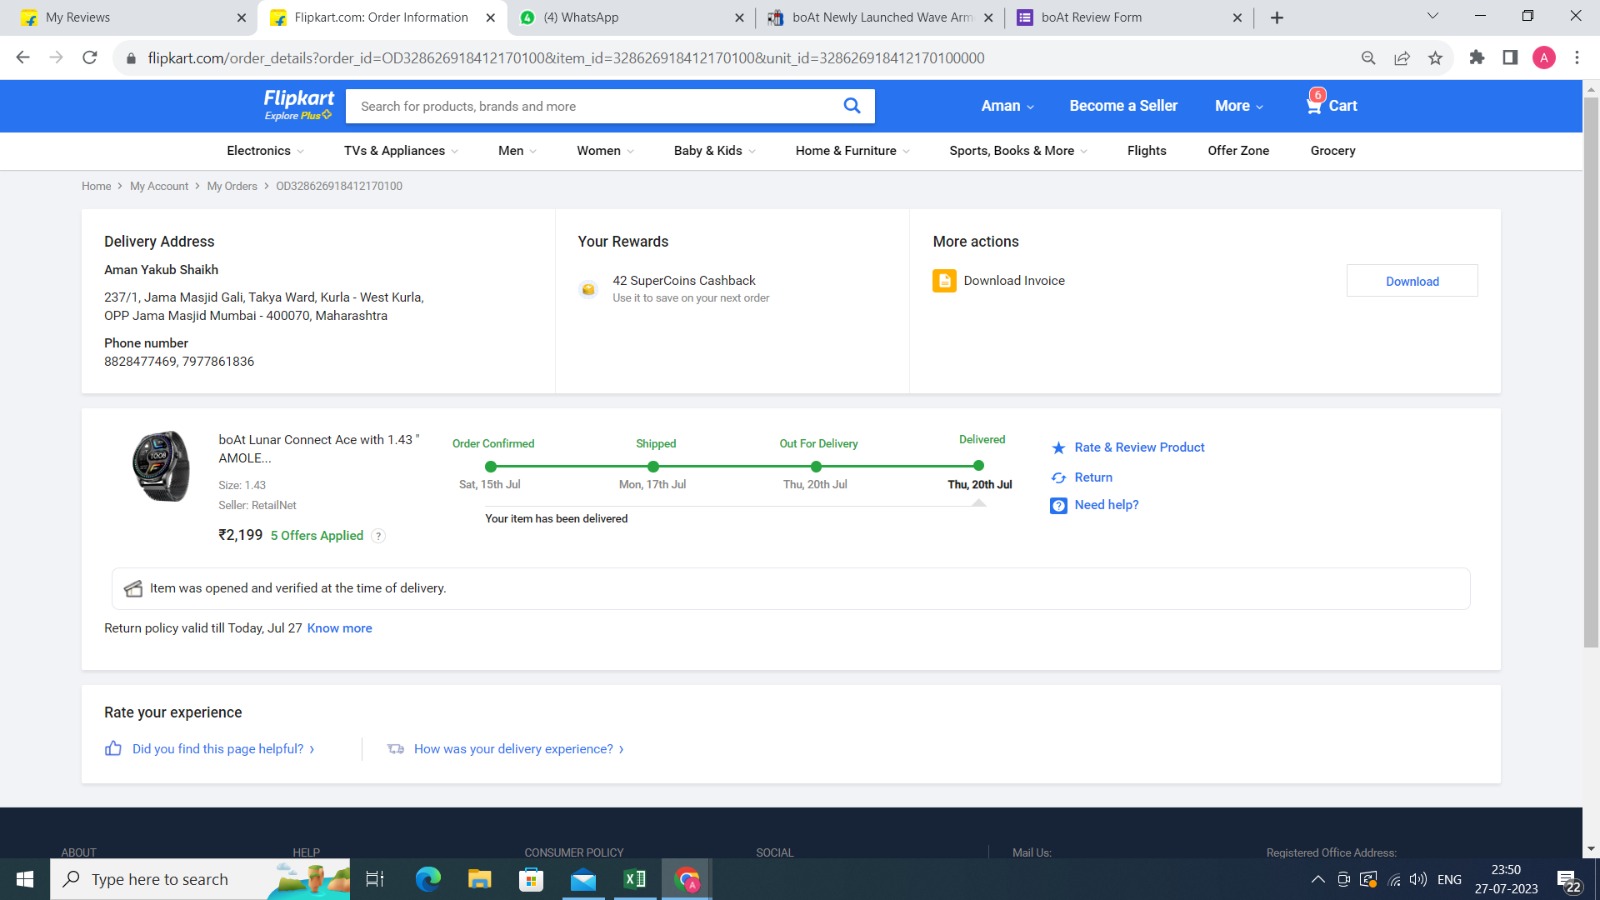 My Reviews
Flipkart.com: Order Information
(4) WhatsApp
boAt Newly Launched Wave Arm
boAt Review Form
flipkart.com/order_details?order_id=OD328626918412170100&item_id=328626918412170100&unit_id=328626918412170100000
A
Flipkart
Explore Plus
Search for products, brands and more
Aman
Become a Seller
More
6
Cart
Electronics
TVs & Appliances
Men
Women
Baby & Kids
Home & Furniture
Sports, Books & More
Flights
Offer Zone
Grocery
Home > My Account > My Orders > OD328626918412170100
Delivery Address
Aman Yakub Shaikh
237/1, Jama Masjid Gali, Takya Ward, Kurla - West Kurla,
OPP Jama Masjid Mumbai - 400070, Maharashtra
Phone number
8828477469, 7977861836
Your Rewards
42 SuperCoins Cashback
Use it to save on your next order
More actions
Download Invoice
Download
boAt Lunar Connect Ace with 1.43 "
AMOLE...
Size: 1.43
Seller: RetailNet
₹2,199 5 Offers Applied ?
Order Confirmed
Shipped
Out For Delivery
Delivered
Sat, 15th Jul
Mon, 17th Jul
Thu, 20th Jul
Thu, 20th Jul
Your item has been delivered
Rate & Review Product
Return
Need help?
Item was opened and verified at the time of delivery.
Return policy valid till Today, Jul 27 Know more
Rate your experience
Did you find this page helpful? ›
How was your delivery experience? ›
ABOUT
HELP
CONSUMER POLICY
SOCIAL
Mail Us:
Registered Office Address:
Type here to search
ENG
23:50
27-07-2023
22